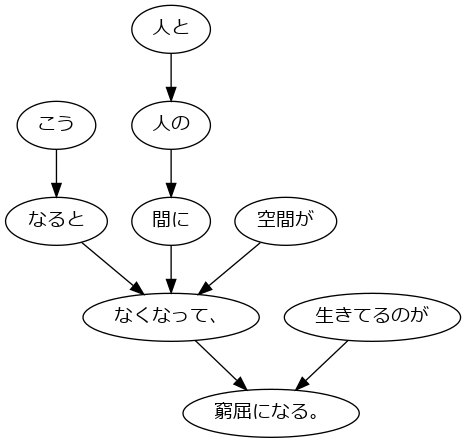 人と
こう
人の
なると
間に
空間が
なくなって、
生きてるのが
窮屈になる。